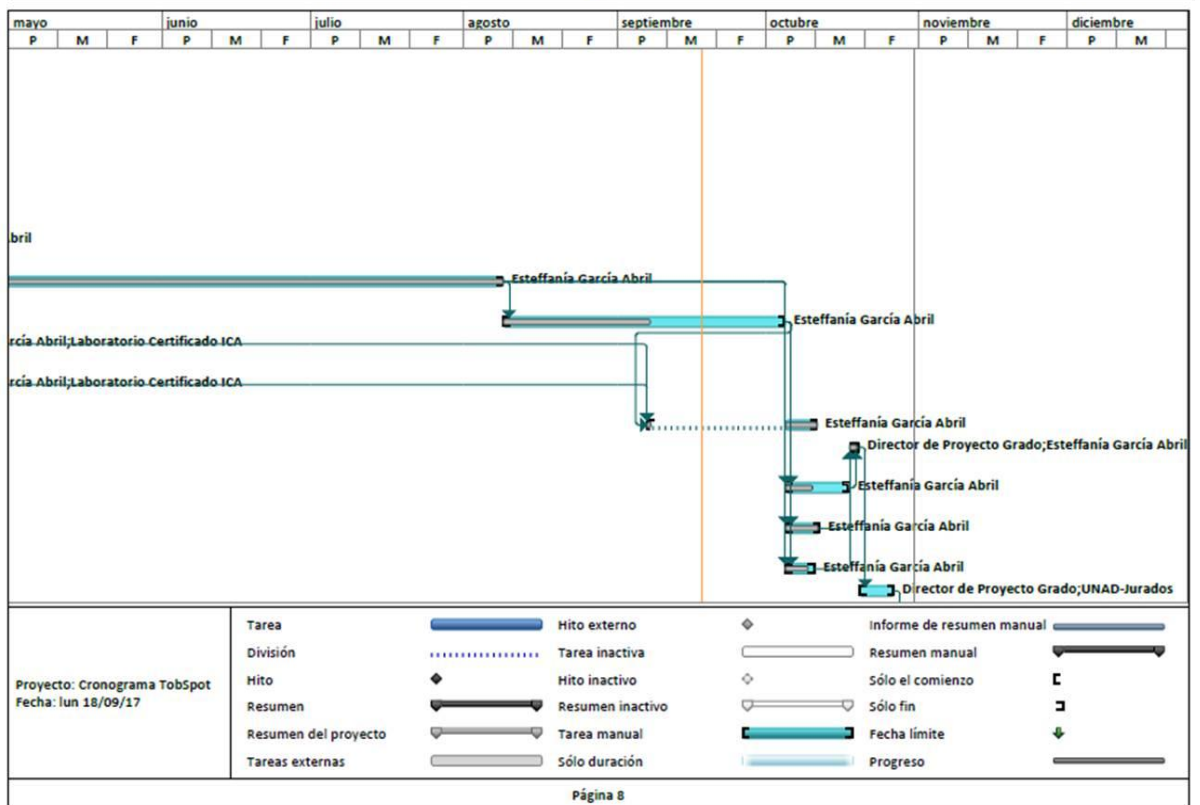 mayo junio julio agosto septiembre octubre noviembre diciembre
P M F P M F P M F P M F P M F P M F P M F P M
bril
Esteffanía García Abril
Esteffanía García Abril
rcía Abril;Laboratorio Certificado ICA
rcía Abril;Laboratorio Certificado ICA
Esteffanía García Abril
Director de Proyecto Grado;Esteffanía García Abril
Esteffanía García Abril
Esteffanía García Abril
Esteffanía García Abril
Director de Proyecto Grado;UNAD-Jurados
Proyecto: Cronograma TobSpot
Fecha: lun 18/09/17
Tarea
División
Hito
Resumen
Resumen del proyecto
Tareas externas
Hito externo
Tarea inactiva
Hito inactivo
Resumen inactivo
Tarea manual
Sólo duración
Informe de resumen manual
Resumen manual
Sólo el comienzo
Sólo fin
Fecha límite
Progreso
Página 8